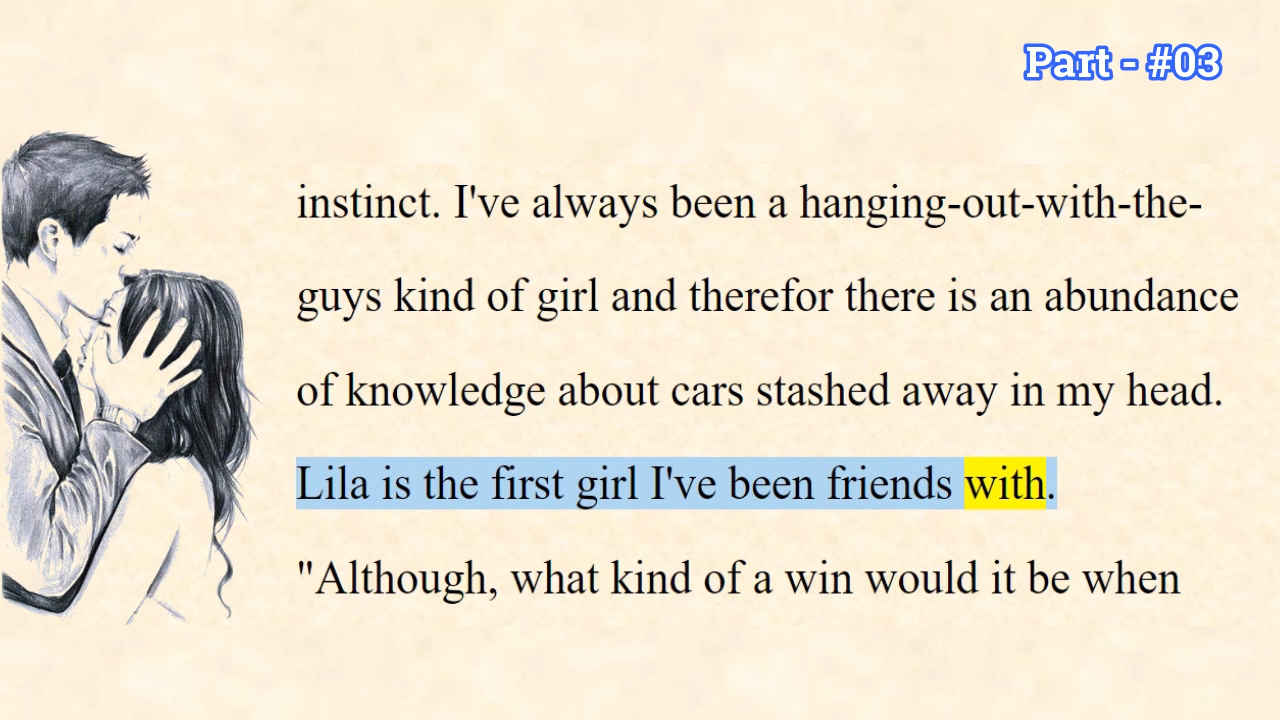 Part - #03
instinct. I've always been a hanging-out-with-the-
guys kind of girl and therefor there is an abundance
of knowledge about cars stashed away in my head.
Lila is the first girl I've been friends with.
"Although, what kind of a win would it be when